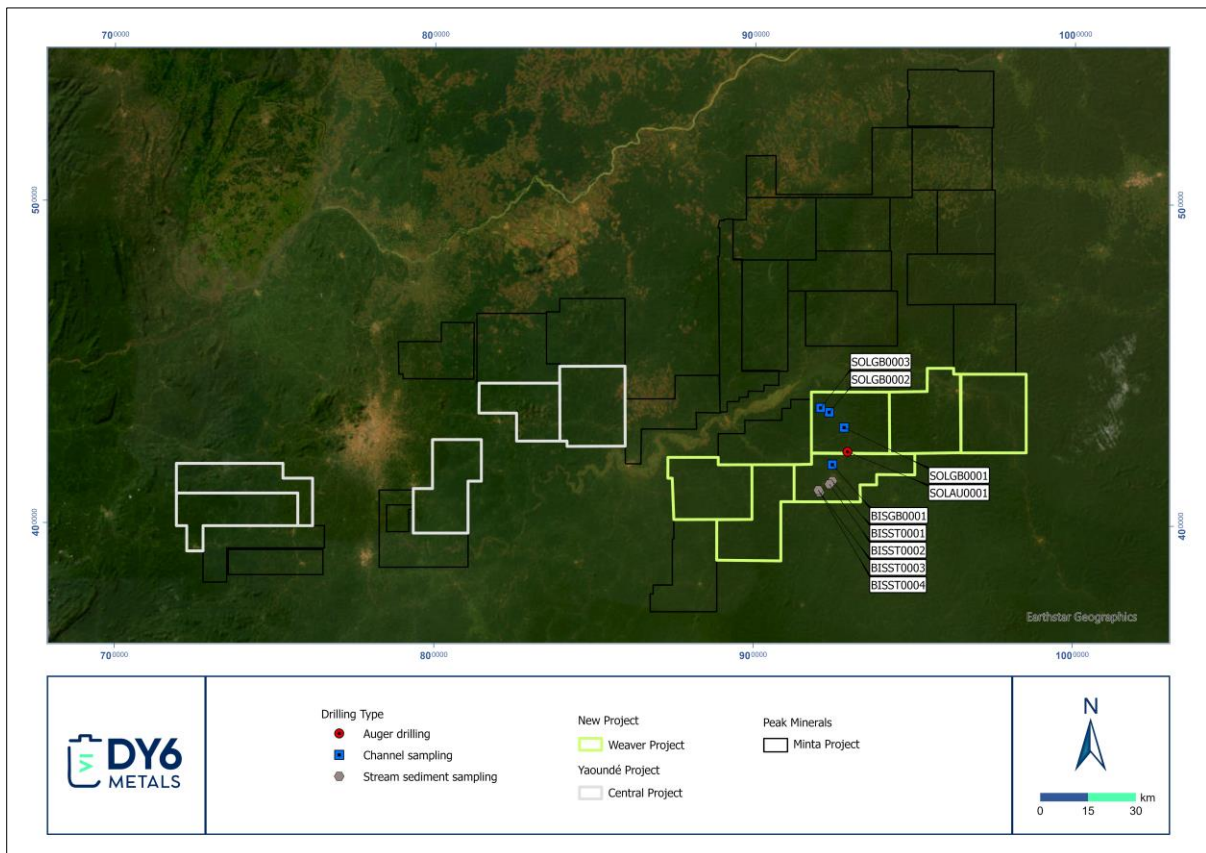 70⁰⁰⁰⁰ 80⁰⁰⁰⁰ 90⁰⁰⁰⁰ 100⁰⁰⁰⁰
50⁰⁰⁰⁰ 50⁰⁰⁰⁰
SOLGB0003
SOLGB0002
SOLGB0001
SOLAU0001
BISGB0001
BISST0001
40⁰⁰⁰⁰ 40⁰⁰⁰⁰
BISST0002
BISST0003
BISST0004
Earthstar Geographics
70⁰⁰⁰⁰ 80⁰⁰⁰⁰ 90⁰⁰⁰⁰ 100⁰⁰⁰⁰
DY6
METALS
Drilling Type
Auger drilling
Channel sampling
Stream sediment sampling
New Project
Weaver Project
Yaoundé Project
Central Project
Peak Minerals
Minta Project
N
km
0 15 30